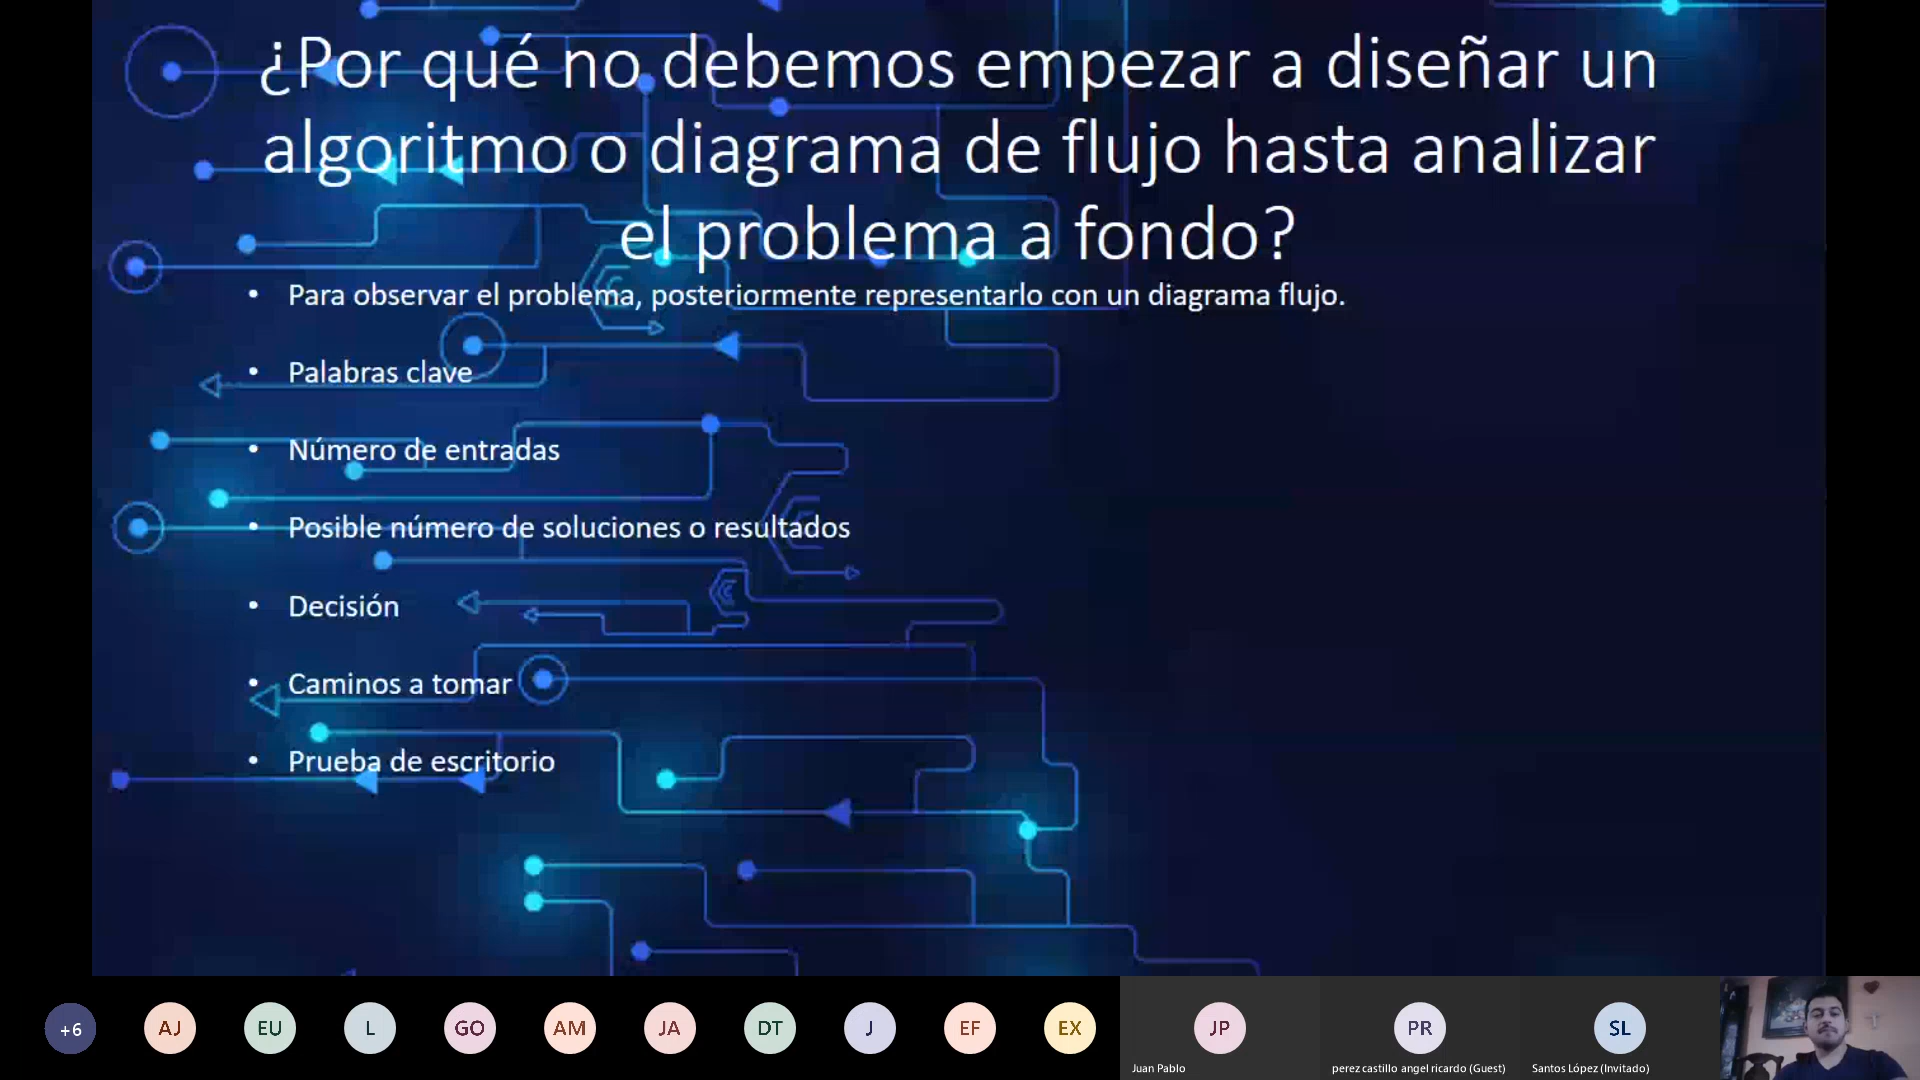 ¿Por qué no debemos empezar a diseñar un
algoritmo o diagrama de flujo hasta analizar
el problema a fondo?
• Para observar el problema, posteriormente representarlo con un diagrama flujo.
• Palabras clave
• Número de entradas
• Posible número de soluciones o resultados
• Decisión
• Caminos a tomar
• Prueba de escritorio
+6 AJ EU L GO AM JA DT J EF EX JP PR SL
Juan Pablo perez castillo angel ricardo (Guest) Santos López (Invitado)